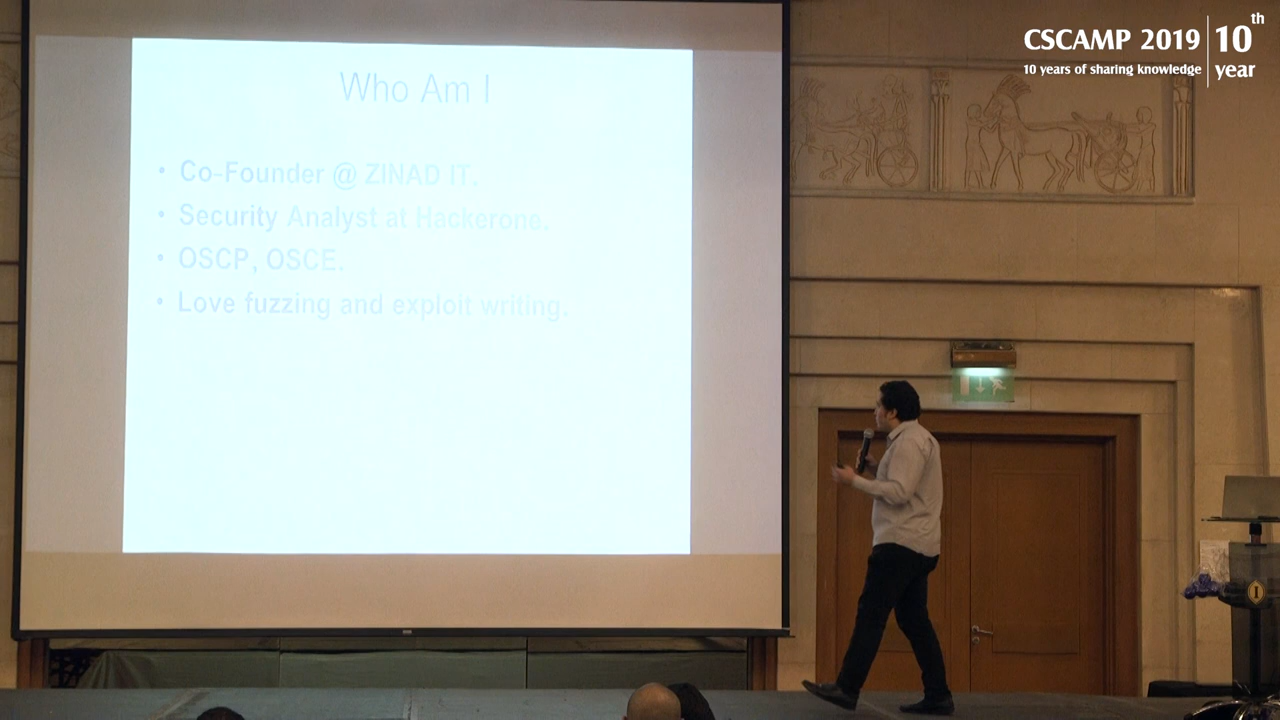 CSCAMP 2019
10 years of sharing knowledge
10th
year
Who Am I
• Co-Founder @ ZINAD IT.
• Security Analyst at Hackerone.
• OSCP, OSCE.
• Love fuzzing and exploit writing.